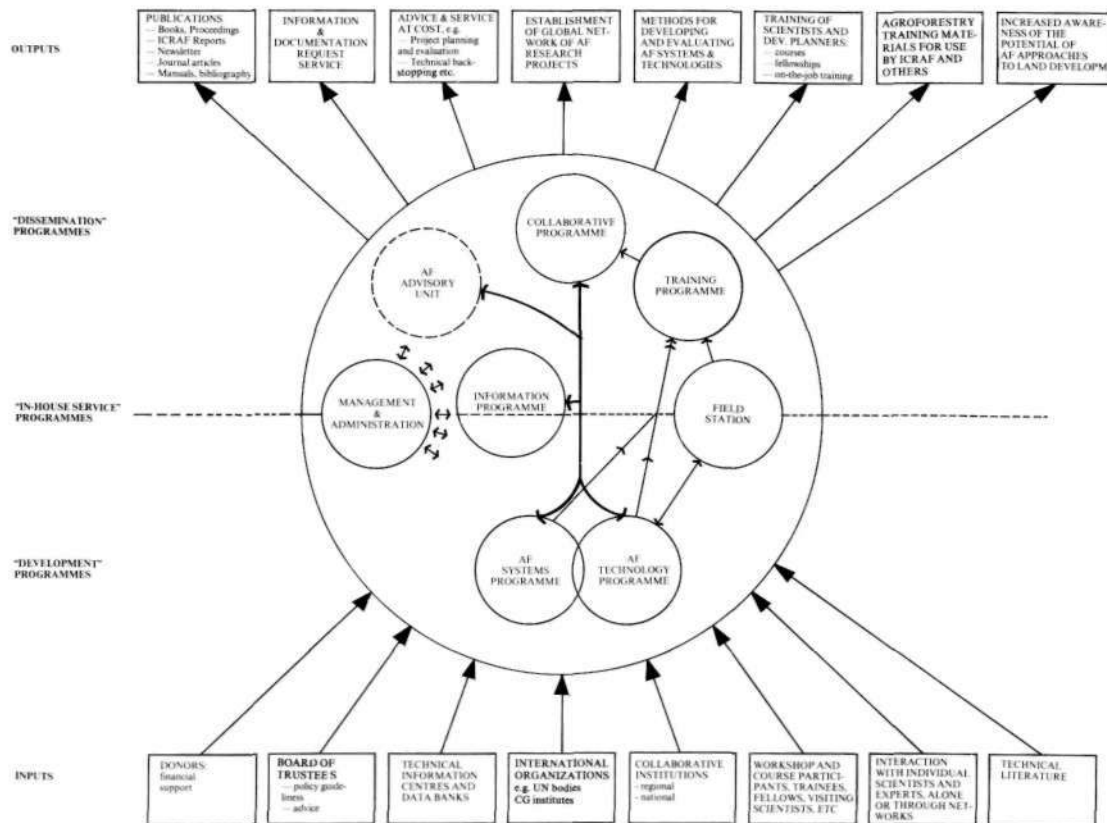 OUTPUTS
PUBLICATIONS
— Books, Proceedings
— ICRAF Reports
— Newsletter
— Journal articles
— Manuals, bibliography
INFORMATION
&
DOCUMENTATION
REQUEST
SERVICE
ADVICE & SERVICE
AT COST, e.g.
— Project planning
and evaluation
— Technical back-
stopping etc.
ESTABLISHMENT
OF GLOBAL NET-
WORK OF AF
RESEARCH
PROJECTS
METHODS FOR
DEVELOPING
AND EVALUATING
AF SYSTEMS &
TECHNOLOGIES
TRAINING OF
SCIENTISTS AND
DEV. PLANNERS:
— courses
— fellowships
— on-the-job training
AGROFORESTRY
TRAINING MATE-
RIALS FOR USE
BY ICRAF AND
OTHERS
INCREASED AWARE-
NESS OF THE
POTENTIAL OF
AF APPROACHES
TO LAND DEVELOPM
"DISSEMINATION"
PROGRAMMES
COLLABORATIVE
PROGRAMME
AF
ADVISORY
UNIT
TRAINING
PROGRAMME
"IN-HOUSE SERVICE"
PROGRAMMES
MANAGEMENT
&
ADMINISTRATION
INFORMATION
PROGRAMME
FIELD
STATION
"DEVELOPMENT"
PROGRAMMES
AF
SYSTEMS
PROGRAMME
AF
TECHNOLOGY
PROGRAMME
INPUTS
DONORS:
financial
support
BOARD OF
TRUSTEES
— policy guide-
liness
— advice
TECHNICAL
INFORMATION
CENTRES AND
DATA BANKS
INTERNATIONAL
ORGANIZATIONS
e.g. UN bodies
CG institutes
COLLABORATIVE
INSTITUTIONS
- regional
- national
WORKSHOP AND
COURSE PARTICI-
PANTS, TRAINEES,
FELLOWS, VISITING
SCIENTISTS, ETC
INTERACTION
WITH INDIVIDUAL
SCIENTISTS AND
EXPERTS, ALONE
OR THROUGH NET-
WORKS
TECHNICAL
LITERATURE